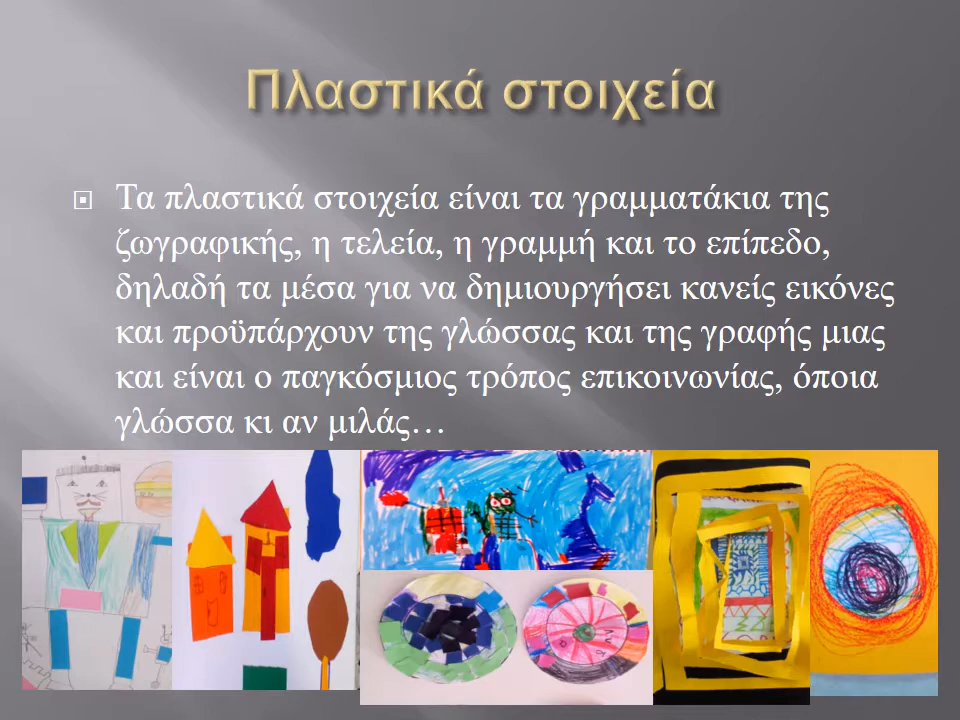 Πλαστικά στοιχεία
Τα πλαστικά στοιχεία είναι τα γραμματάκια της
ζωγραφικής, η τελεία, η γραμμή και το επίπεδο,
δηλαδή τα μέσα για να δημιουργήσει κανείς εικόνες
και προϋπάρχουν της γλώσσας και της γραφής μιας
και είναι ο παγκόσμιος τρόπος επικοινωνίας, όποια
γλώσσα κι αν μιλάς…